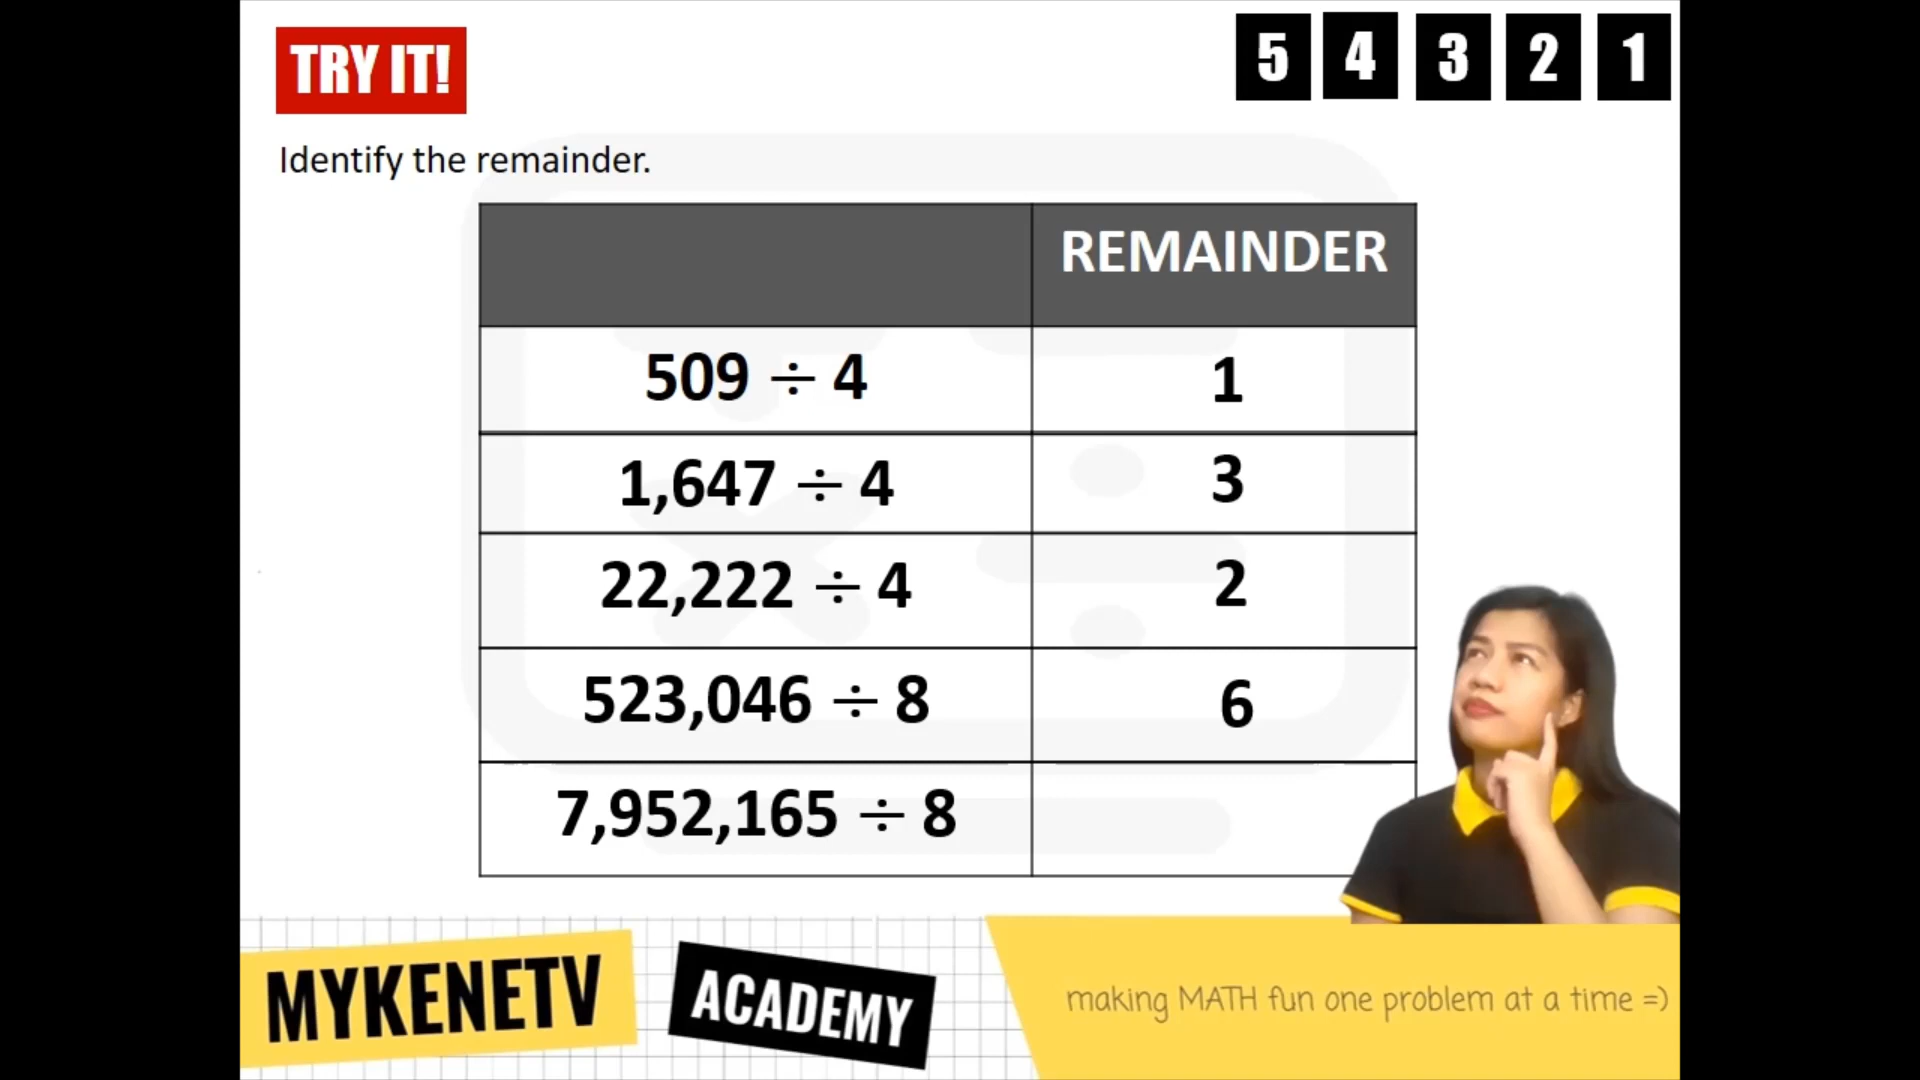 TRY IT!
5 4 3 2 1
Identify the remainder.
REMAINDER
509 ÷ 4 1
1,647 ÷ 4 3
22,222 ÷ 4 2
523,046 ÷ 8 6
7,952,165 ÷ 8
MYKENETV ACADEMY
making MATH fun one problem at a time =)